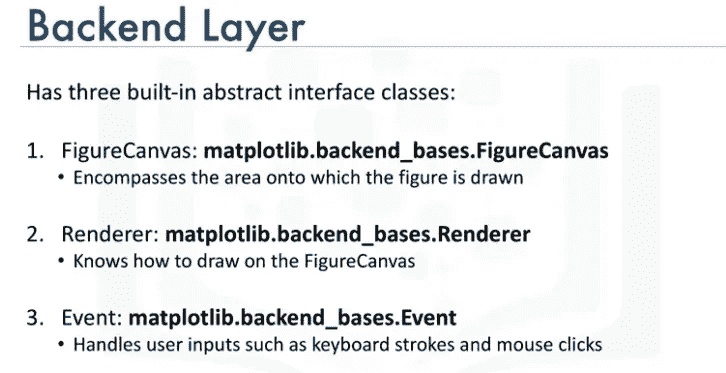 Backend Layer
Has three built-in abstract interface classes:
1. FigureCanvas: matplotlib.backend_bases.FigureCanvas
• Encompasses the area onto which the figure is drawn
2. Renderer: matplotlib.backend_bases.Renderer
• Knows how to draw on the FigureCanvas
3. Event: matplotlib.backend_bases.Event
• Handles user inputs such as keyboard strokes and mouse clicks